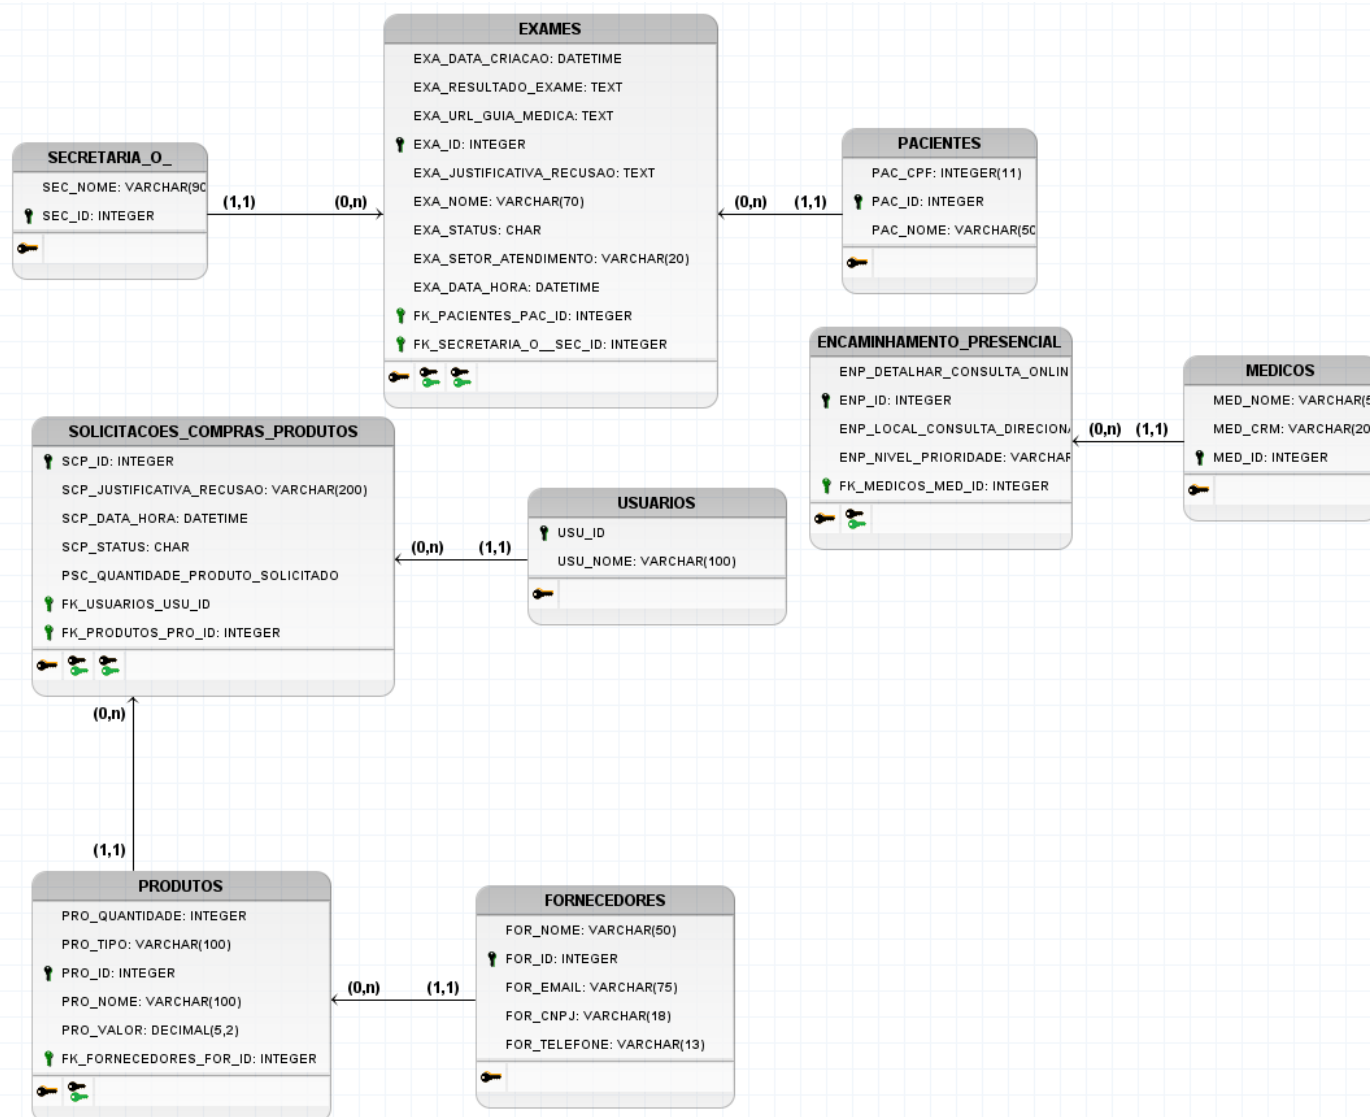 EXAMES
EXA_DATA_CRIACAO: DATETIME
EXA_RESULTADO_EXAME: TEXT
EXA_URL_GUIA_MEDICA: TEXT
EXA_ID: INTEGER
EXA_JUSTIFICATIVA_RECUSAO: TEXT
EXA_NOME: VARCHAR(70)
EXA_STATUS: CHAR
EXA_SETOR_ATENDIMENTO: VARCHAR(20)
EXA_DATA_HORA: DATETIME
FK_PACIENTES_PAC_ID: INTEGER
FK_SECRETARIA_O__SEC_ID: INTEGER
SECRETARIA_O_
SEC_NOME: VARCHAR(90
SEC_ID: INTEGER
(1,1)
(0,n)
PACIENTES
PAC_CPF: INTEGER(11)
PAC_ID: INTEGER
PAC_NOME: VARCHAR(50
(0,n)
(1,1)
ENCAMINHAMENTO_PRESENCIAL
ENP_DETALHAR_CONSULTA_ONLIN
ENP_ID: INTEGER
ENP_LOCAL_CONSULTA_DIRECION
ENP_NIVEL_PRIORIDADE: VARCHAR
FK_MEDICOS_MED_ID: INTEGER
(0,n)
(1,1)
MEDICOS
MED_NOME: VARCHAR(5
MED_CRM: VARCHAR(20
MED_ID: INTEGER
SOLICITACOES_COMPRAS_PRODUTOS
SCP_ID: INTEGER
SCP_JUSTIFICATIVA_RECUSAO: VARCHAR(200)
SCP_DATA_HORA: DATETIME
SCP_STATUS: CHAR
PSC_QUANTIDADE_PRODUTO_SOLICITADO
FK_USUARIOS_USU_ID
FK_PRODUTOS_PRO_ID: INTEGER
(0,n)
(1,1)
USUARIOS
USU_ID
USU_NOME: VARCHAR(100)
(0,n)
(1,1)
PRODUTOS
PRO_QUANTIDADE: INTEGER
PRO_TIPO: VARCHAR(100)
PRO_ID: INTEGER
PRO_NOME: VARCHAR(100)
PRO_VALOR: DECIMAL(5,2)
FK_FORNECEDORES_FOR_ID: INTEGER
(0,n)
(1,1)
FORNECEDORES
FOR_NOME: VARCHAR(50)
FOR_ID: INTEGER
FOR_EMAIL: VARCHAR(75)
FOR_CNPJ: VARCHAR(18)
FOR_TELEFONE: VARCHAR(13)